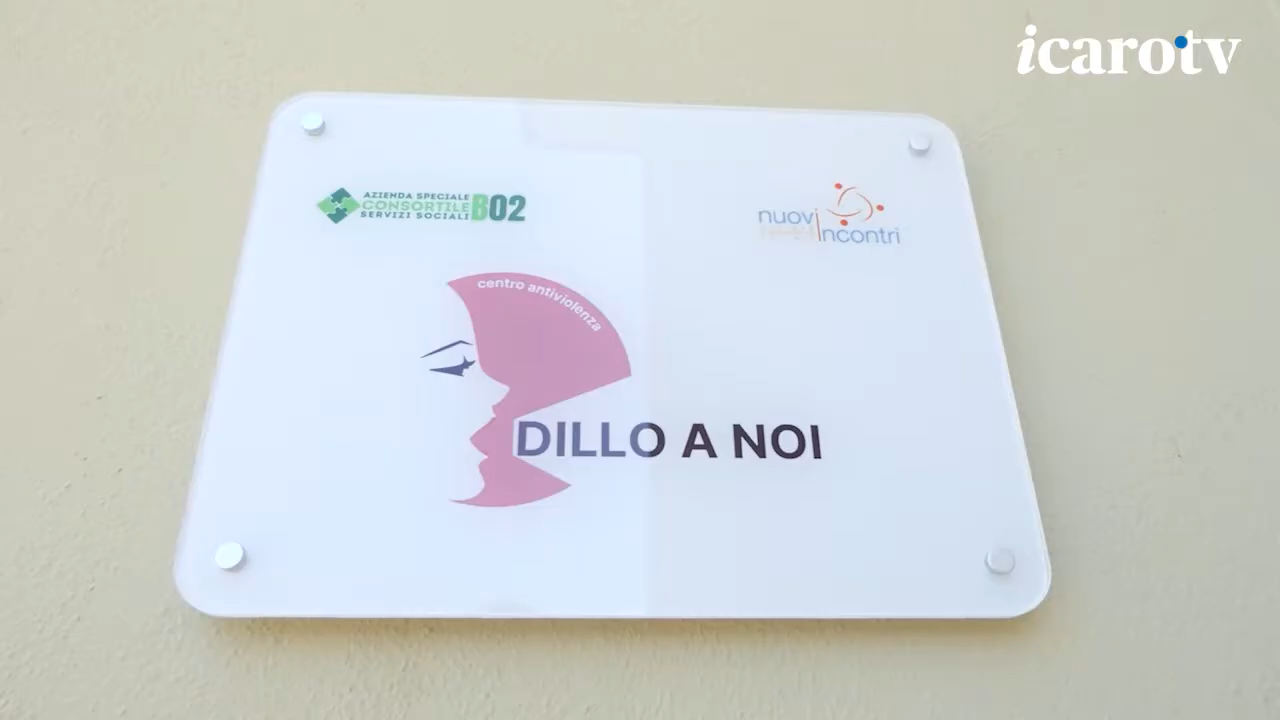 icarotv
AZIENDA SPECIALE
CONSORTILE
SERVIZI SOCIALI
B02
nuovi
incontri
centro antiviolenza
DILLO A NOI